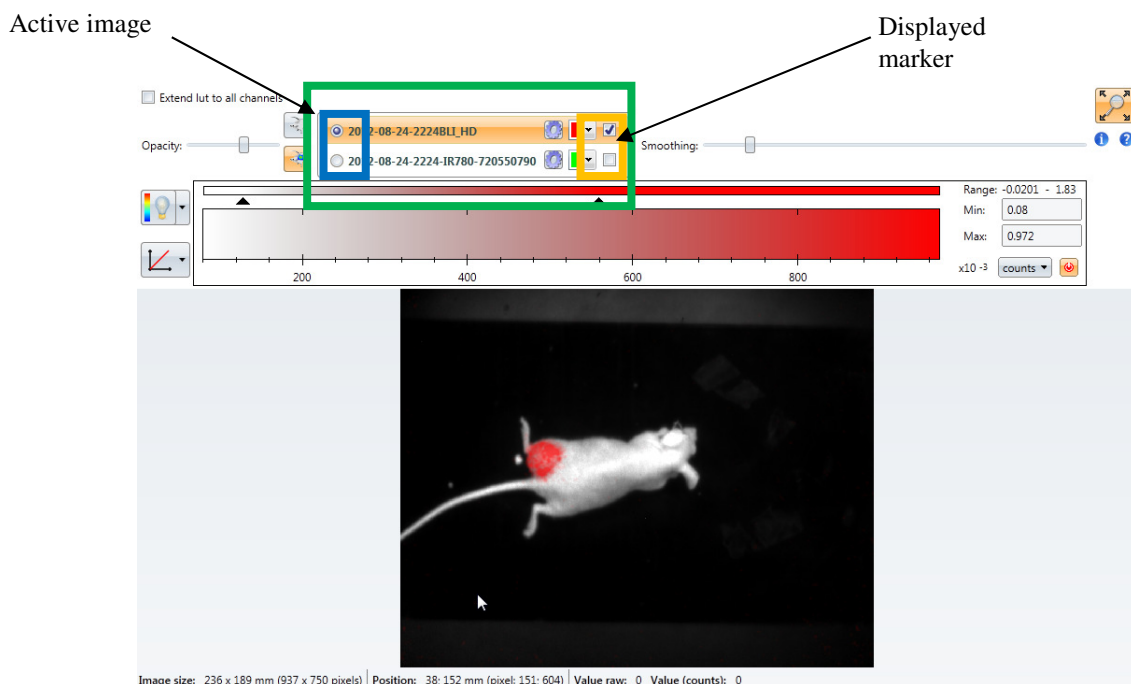 Active image
Displayed
marker
Extend lut to all channels
2012-08-24-2224BLI_HD
Opacity:
Smoothing:
2012-08-24-2224-IR780-720550790
Range: -0.0201 - 1.83
Min: 0.08
Max: 0.972
x10 -3 counts
200 400 600 800
Image size: 236 x 189 mm (937 x 750 pixels) Position: 38; 152 mm (pixel: 151; 604) Value raw: 0 Value (counts): 0